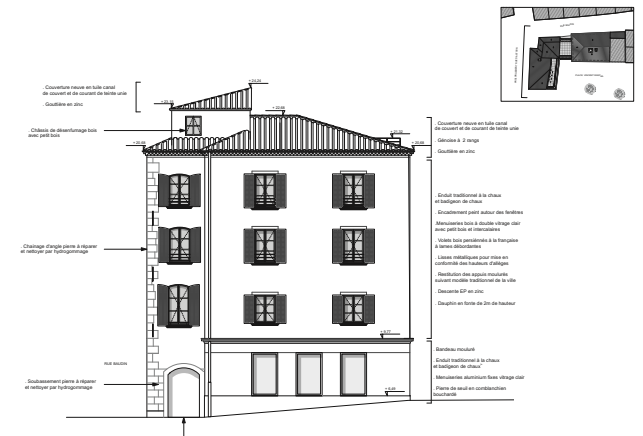 . Couverture neuve en tuile canal
de couvert et de courant de teinte unie
. Gouttière en zinc
+ 24,34
+ 22,66
. Châssis de désenfumage bois
avec petit bois
. Couverture neuve en tuile canal
de couvert et de courant de teinte unie
. Génoise à 2 rangs
. Gouttière en zinc
. Enduit traditionnel à la chaux
et badigeon de chaux
. Encadrement peint autour des fenêtres
.Menuiseries bois à double vitrage clair
avec petit bois et intercalaires
. Volets bois persiennés à la française
à lames débordantes
. Lisses métalliques pour mise en
conformité des hauteurs d'allèges
. Restitution des appuis moulurés
suivant modèle traditionnel de la ville
. Descente EP en zinc
. Dauphin en fonte de 2m de hauteur
. Chainage d'angle pierre à réparer
et nettoyer par hydrogommage
RUE BAUDIN
. Soubassement pierre à réparer
et nettoyer par hydrogommage
. Bandeau mouluré
. Enduit traditionnel à la chaux
et badigeon de chaux"
. Menuiseries aluminium fixes vitrage clair
. Pierre de seuil en comblanchien
bouchardé